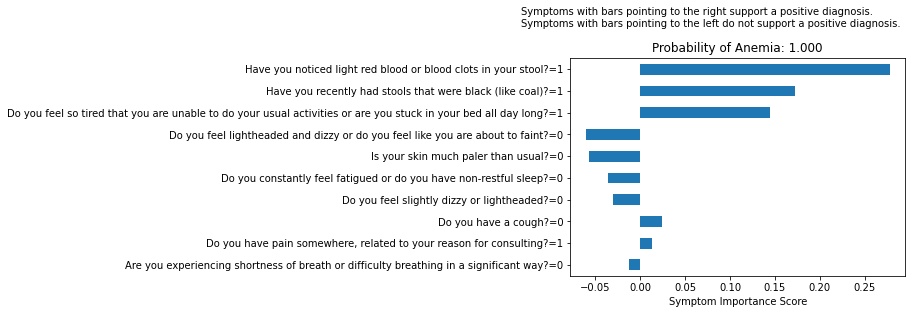 Symptoms with bars pointing to the right support a positive diagnosis.
Symptoms with bars pointing to the left do not support a positive diagnosis.
Probability of Anemia: 1.000
Have you noticed light red blood or blood clots in your stool?=1
Have you recently had stools that were black (like coal)?=1
Do you feel so tired that you are unable to do your usual activities or are you stuck in your bed all day long?=1
Do you feel lightheaded and dizzy or do you feel like you are about to faint?=0
Is your skin much paler than usual?=0
Do you constantly feel fatigued or do you have non-restful sleep?=0
Do you feel slightly dizzy or lightheaded?=0
Do you have a cough?=0
Do you have pain somewhere, related to your reason for consulting?=1
Are you experiencing shortness of breath or difficulty breathing in a significant way?=0
−0.05 0.00 0.05 0.10 0.15 0.20 0.25
Symptom Importance Score